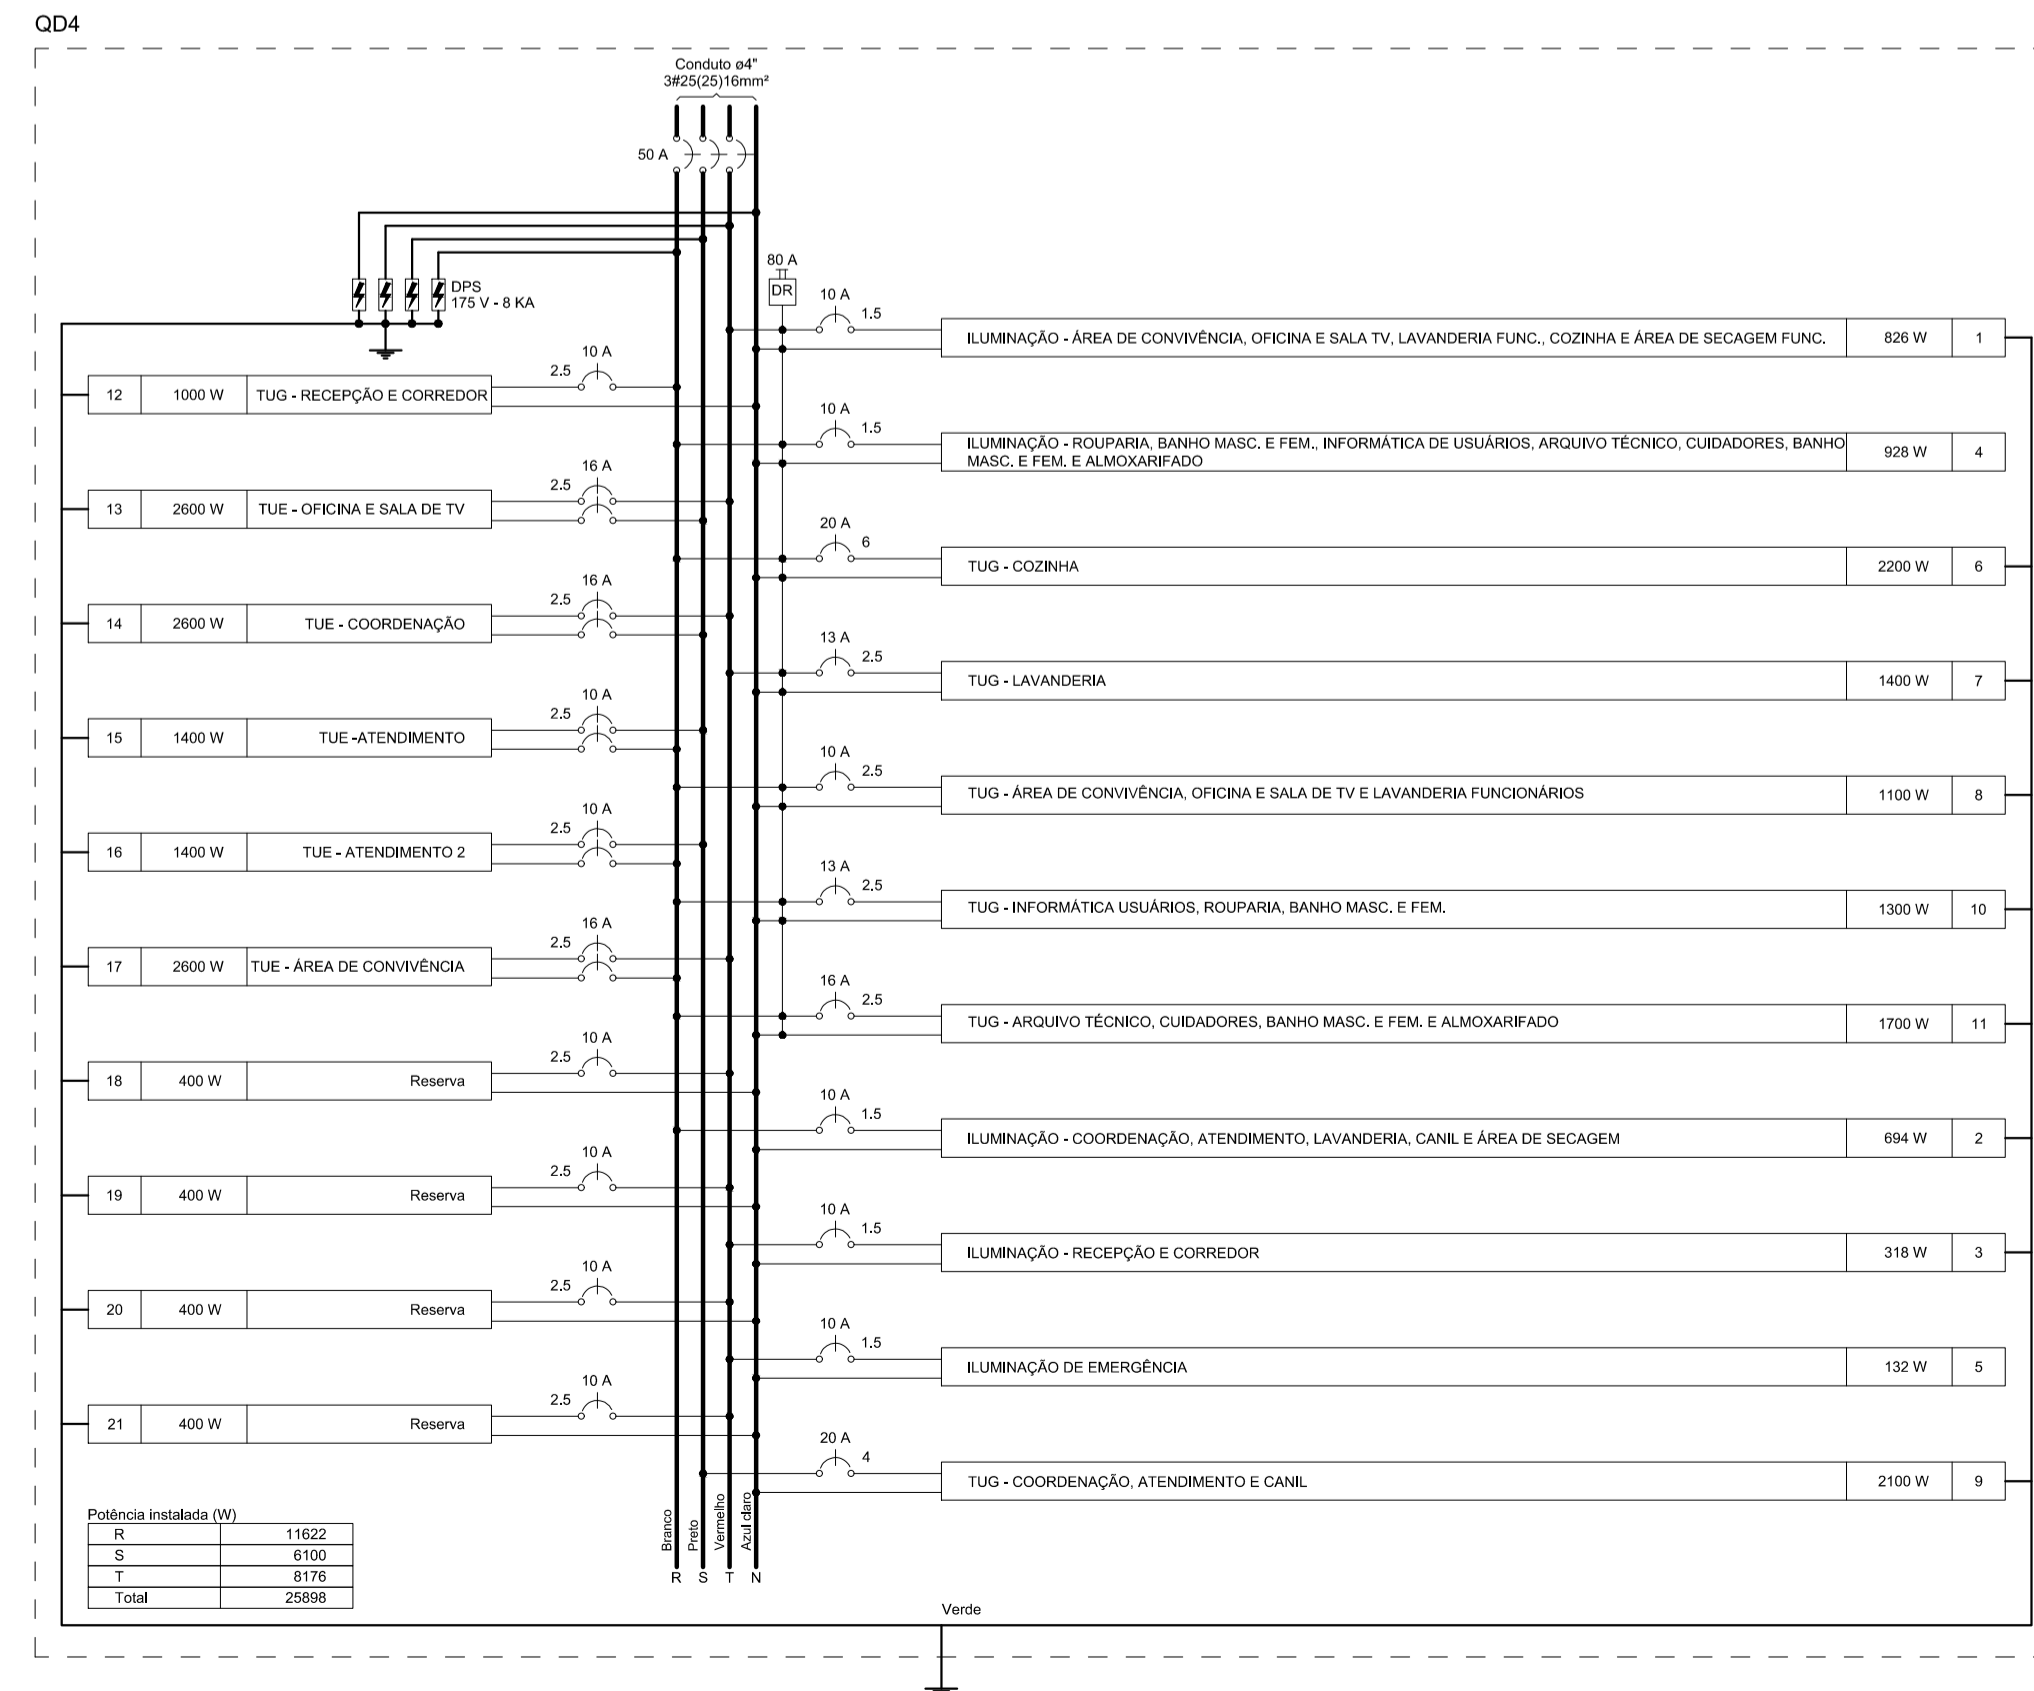 QD4
Conduto ø4"
3#25(25)16mm²
50 A
DPS
175 V - 8 KA
80 A
DR
10 A
1.5
ILUMINAÇÃO - ÁREA DE CONVIVÊNCIA, OFICINA E SALA TV, LAVANDERIA FUNC., COZINHA E ÁREA DE SECAGEM FUNC. 826 W 1
10 A
2.5
12 1000 W TUG - RECEPÇÃO E CORREDOR
10 A
1.5
ILUMINAÇÃO - ROUPARIA, BANHO MASC. E FEM., INFORMÁTICA DE USUÁRIOS, ARQUIVO TÉCNICO, CUIDADORES, BANHO
MASC. E FEM. E ALMOXARIFADO
928 W 4
16 A
2.5
13 2600 W TUE - OFICINA E SALA DE TV
20 A
6
TUG - COZINHA 2200 W 6
16 A
2.5
14 2600 W TUE - COORDENAÇÃO
13 A
2.5
TUG - LAVANDERIA 1400 W 7
10 A
2.5
15 1400 W TUE -ATENDIMENTO
10 A
2.5
TUG - ÁREA DE CONVIVÊNCIA, OFICINA E SALA DE TV E LAVANDERIA FUNCIONÁRIOS 1100 W 8
10 A
2.5
16 1400 W TUE - ATENDIMENTO 2
13 A
2.5
TUG - INFORMÁTICA USUÁRIOS, ROUPARIA, BANHO MASC. E FEM. 1300 W 10
16 A
2.5
17 2600 W TUE - ÁREA DE CONVIVÊNCIA
16 A
2.5
TUG - ARQUIVO TÉCNICO, CUIDADORES, BANHO MASC. E FEM. E ALMOXARIFADO 1700 W 11
10 A
2.5
18 400 W Reserva
10 A
1.5
ILUMINAÇÃO - COORDENAÇÃO, ATENDIMENTO, LAVANDERIA, CANIL E ÁREA DE SECAGEM 694 W 2
10 A
2.5
19 400 W Reserva
10 A
1.5
ILUMINAÇÃO - RECEPÇÃO E CORREDOR 318 W 3
10 A
2.5
20 400 W Reserva
10 A
1.5
ILUMINAÇÃO DE EMERGÊNCIA 132 W 5
10 A
2.5
21 400 W Reserva
20 A
4
TUG - COORDENAÇÃO, ATENDIMENTO E CANIL 2100 W 9
Potência instalada (W)
R 11622
S 6100
T 8176
Total 25898
Branco
Preto
Vermelho
Azul claro
R S T N
Verde